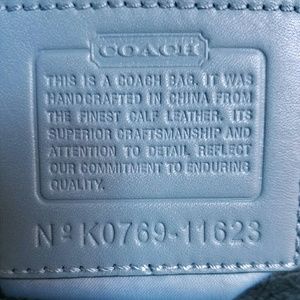 COACH
THIS IS A COACH BAG. IT WAS
HANDCRAFTED IN CHINA FROM
THE FINEST CALF LEATHER. ITS
SUPERIOR CRAFTSMANSHIP AND
ATTENTION TO DETAIL REFLECT
OUR COMMITMENT TO ENDURING
QUALITY.
Nº K0769-11623